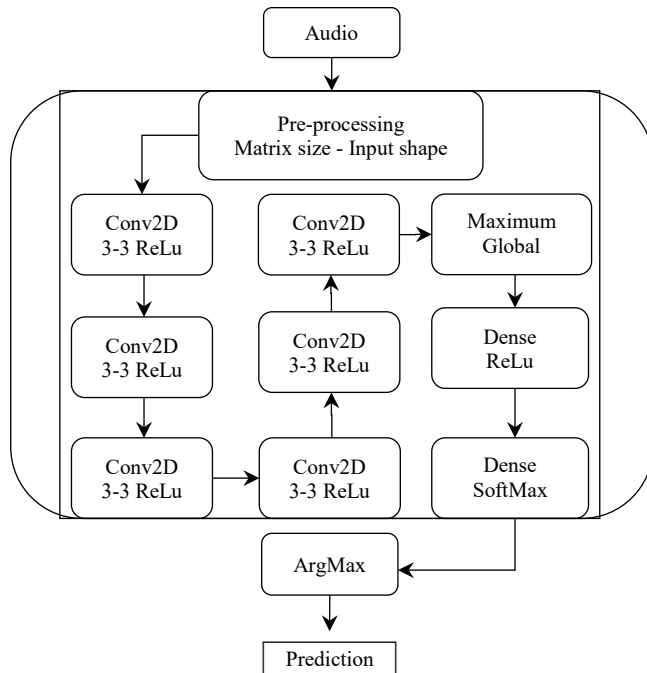 Audio
Pre-processing
Matrix size - Input shape
Conv2D
3-3 ReLu
Conv2D
3-3 ReLu
Conv2D
3-3 ReLu
Conv2D
3-3 ReLu
Conv2D
3-3 ReLu
Conv2D
3-3 ReLu
Maximum
Global
Dense
ReLu
Dense
SoftMax
ArgMax
Prediction